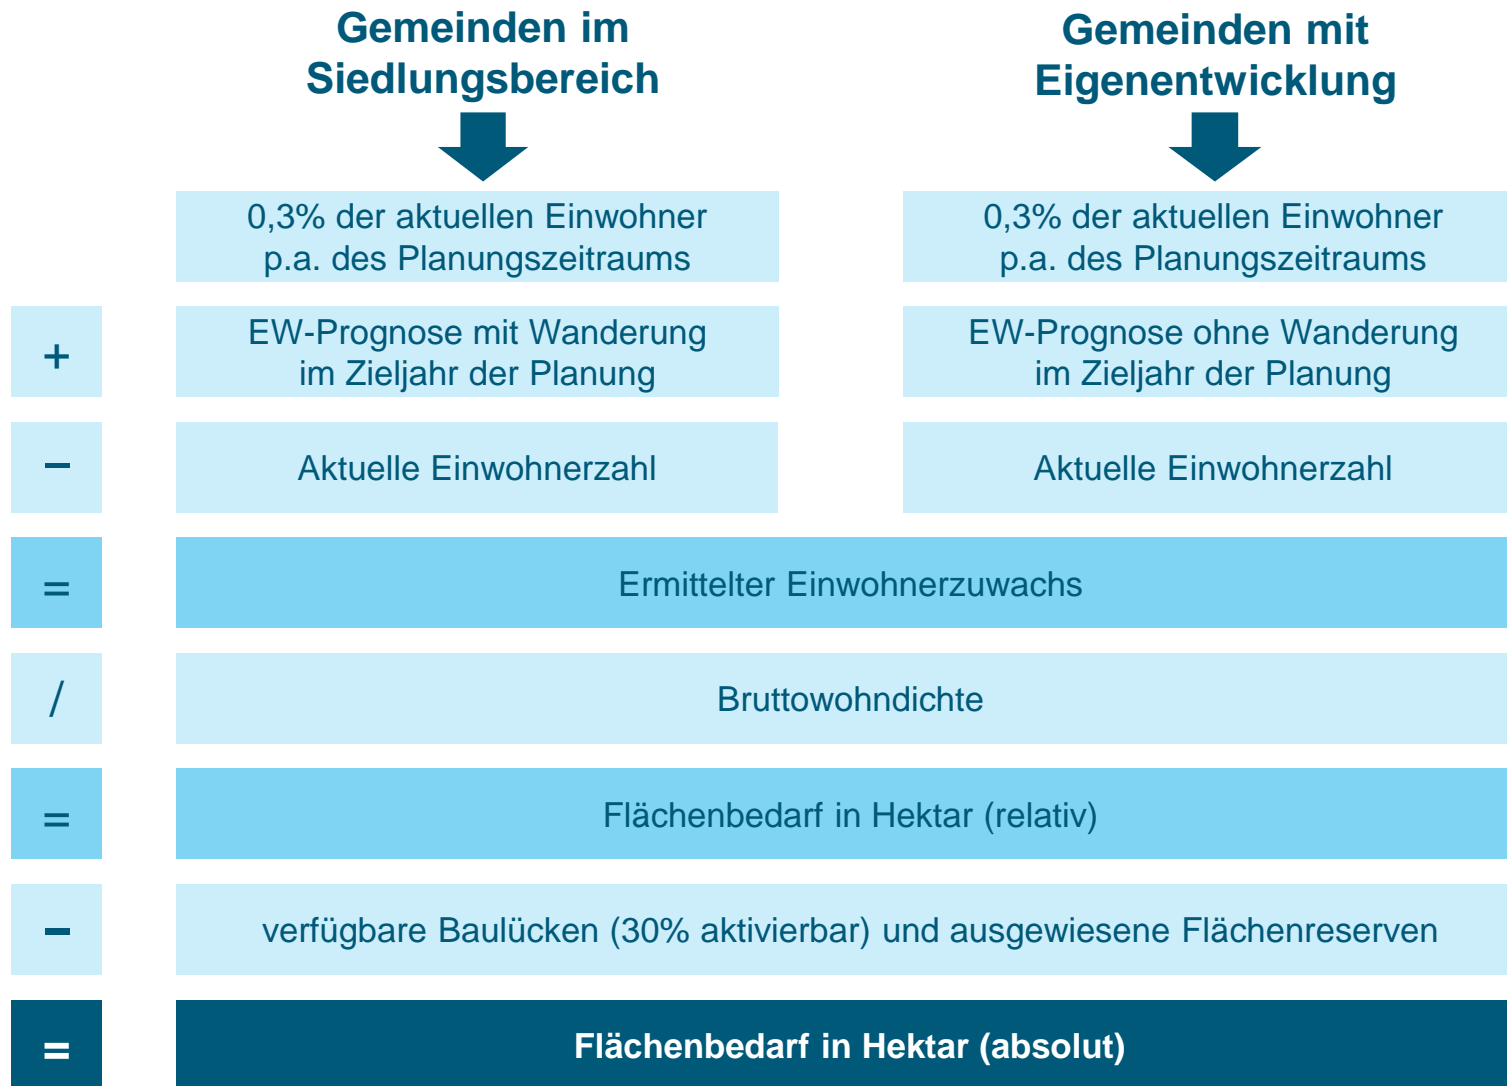 Gemeinden im
Siedlungsbereich
Gemeinden mit
Eigenentwicklung
0,3% der aktuellen Einwohner
p.a. des Planungszeitraums
0,3% der aktuellen Einwohner
p.a. des Planungszeitraums
+
EW-Prognose mit Wanderung
im Zieljahr der Planung
EW-Prognose ohne Wanderung
im Zieljahr der Planung
–
Aktuelle Einwohnerzahl
Aktuelle Einwohnerzahl
=
Ermittelter Einwohnerzuwachs
/
Bruttowohndichte
=
Flächenbedarf in Hektar (relativ)
–
verfügbare Baulücken (30% aktivierbar) und ausgewiesene Flächenreserven
=
Flächenbedarf in Hektar (absolut)